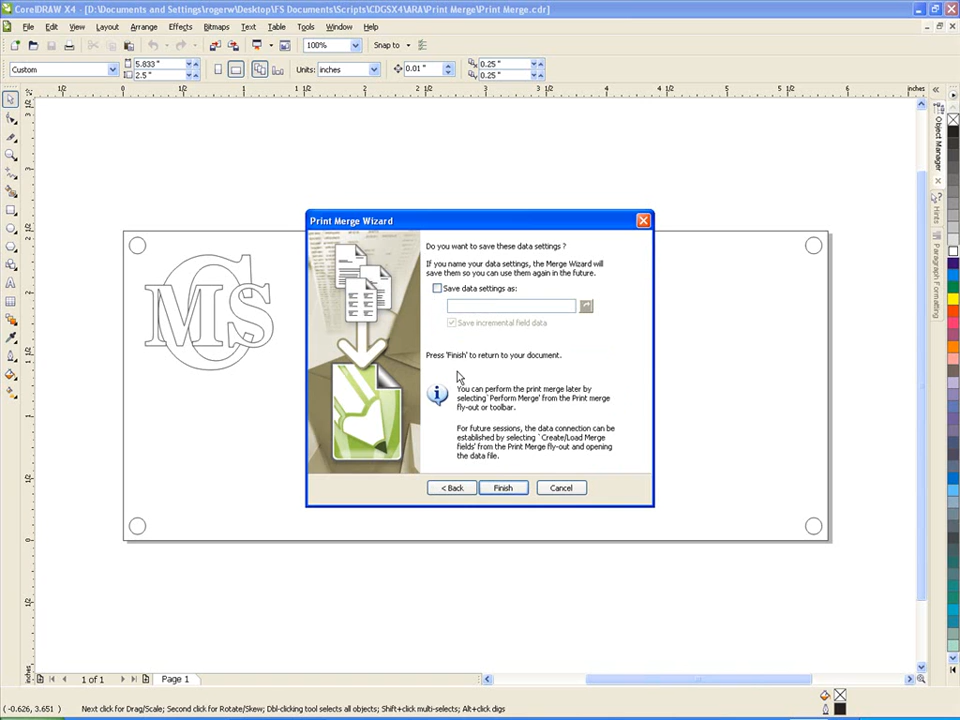 CorelDRAW X4 - [D:\Documents and Settings\rogerw\Desktop\FS Documents\Scripts\CDGSX4\ARA\Print Merge\Print Merge.cdr]
File Edit View Layout Arrange Effects Bitmaps Text Table Tools Window Help
100% Snap to
Custom 5.833 " 2.5 " Units: inches 0.01 " 0.25 " 0.25 "
inches
Object Manager
Hints
Paragraph Formatting
CMS
Print Merge Wizard
Do you want to save these data settings ?
If you name your data settings, the Merge Wizard will
save them so you can use them again in the future.
Save data settings as:
Save incremental field data
Press 'Finish' to return to your document.
You can perform the print merge later by
selecting`Perform Merge' from the Print merge
fly-out or toolbar.
For future sessions, the data connection can be
established by selecting `Create/Load Merge
fields' from the Print Merge fly-out and opening
the data file.
< Back Finish Cancel
1 of 1 Page 1
( -0.626, 3.651 ) Next click for Drag/Scale; Second click for Rotate/Skew; Dbl-clicking tool selects all objects; Shift+click multi-selects; Alt+click digs